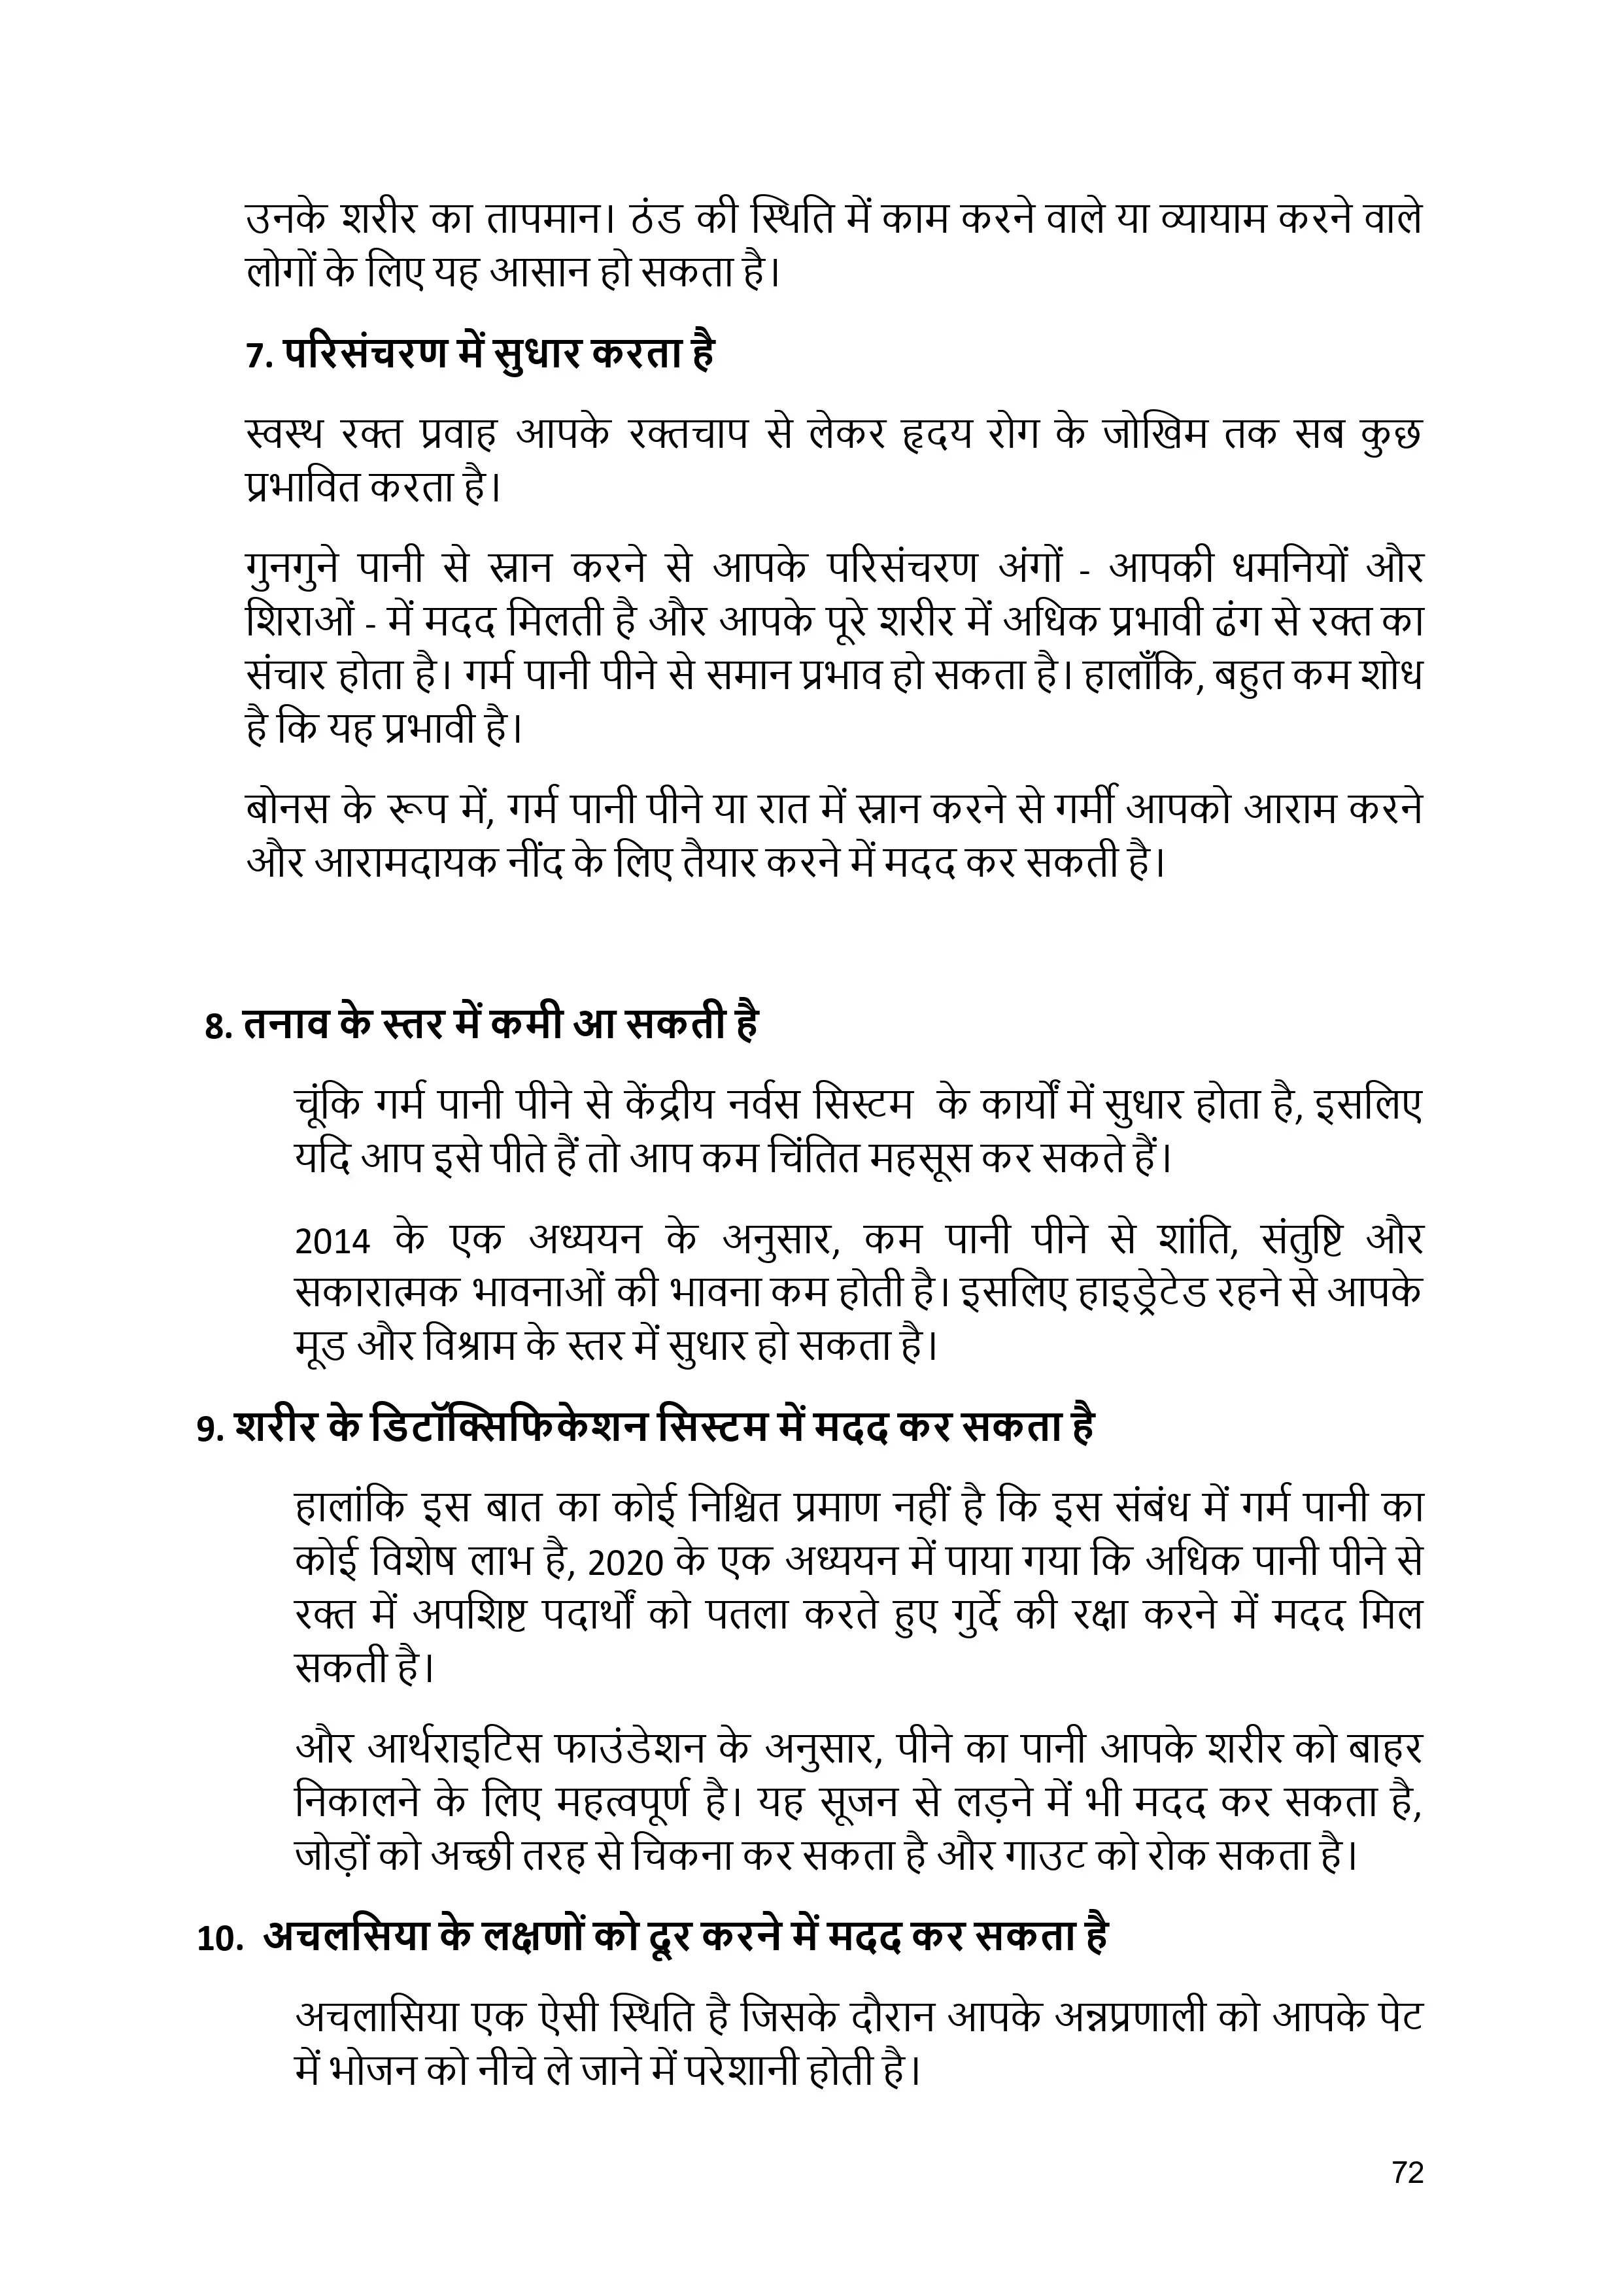 उनके शरीर का तापमान। ठंड की स्थिति में काम करने वाले या व्यायाम करने वाले
लोगों के लिए यह आसान हो सकता है।
7. परिसंचरण में सुधार करता है
स्वस्थ रक्त प्रवाह आपके रक्तचाप से लेकर हृदय रोग के जोखिम तक सब कुछ
प्रभावित करता है।
गुनगुने पानी से स्नान करने से आपके परिसंचरण अंगों - आपकी धमनियों और
शिराओं - में मदद मिलती है और आपके पूरे शरीर में अधिक प्रभावी ढंग से रक्त का
संचार होता है। गर्म पानी पीने से समान प्रभाव हो सकता है। हालाँकि, बहुत कम शोध
है कि यह प्रभावी है।
बोनस के रूप में, गर्म पानी पीने या रात में स्नान करने से गर्मी आपको आराम करने
और आरामदायक नींद के लिए तैयार करने में मदद कर सकती है।
8. तनाव के स्तर में कमी आ सकती है
चूंकि गर्म पानी पीने से केंद्रीय नर्वस सिस्टम  के कार्यों में सुधार होता है, इसलिए
यदि आप इसे पीते हैं तो आप कम चिंतित महसूस कर सकते हैं।
2014 के एक अध्ययन के अनुसार, कम पानी पीने से शांति, संतुष्टि और
सकारात्मक भावनाओं की भावना कम होती है। इसलिए हाइड्रेटेड रहने से आपके
मूड और विश्राम के स्तर में सुधार हो सकता है।
9. शरीर के डिटॉक्सिफिकेशन सिस्टम में मदद कर सकता है
हालांकि इस बात का कोई निश्चित प्रमाण नहीं है कि इस संबंध में गर्म पानी का
कोई विशेष लाभ है, 2020 के एक अध्ययन में पाया गया कि अधिक पानी पीने से
रक्त में अपशिष्ट पदार्थों को पतला करते हुए गुर्दे की रक्षा करने में मदद मिल
सकती है।
और आर्थराइटिस फाउंडेशन के अनुसार, पीने का पानी आपके शरीर को बाहर
निकालने के लिए महत्वपूर्ण है। यह सूजन से लड़ने में भी मदद कर सकता है,
जोड़ों को अच्छी तरह से चिकना कर सकता है और गाउट को रोक सकता है।
10.  अचलसिया के लक्षणों को दूर करने में मदद कर सकता है
अचलासिया एक ऐसी स्थिति है जिसके दौरान आपके अन्नप्रणाली को आपके पेट
में भोजन को नीचे ले जाने में परेशानी होती है।
72